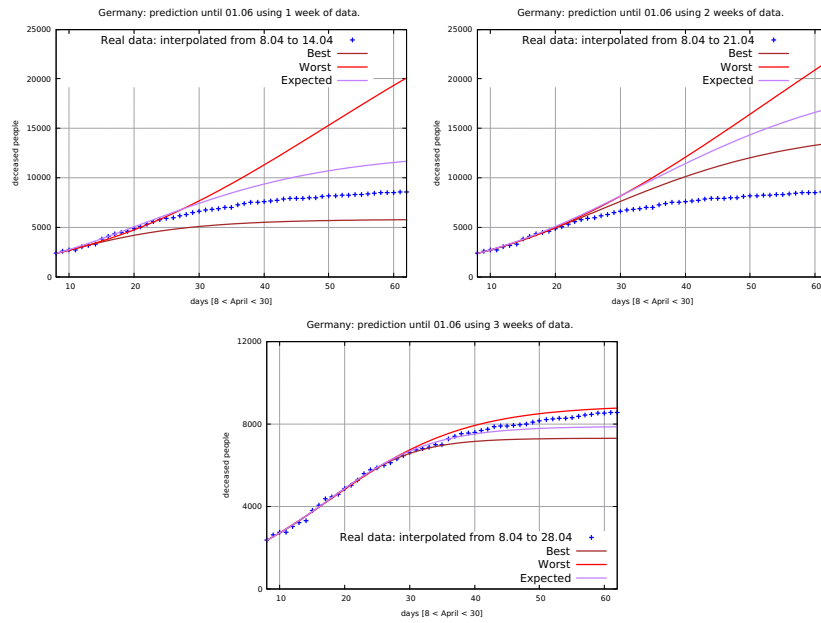 Germany: prediction until 01.06 using 1 week of data.
Real data: interpolated from 8.04 to 14.04
Best
Worst
Expected
25000
20000
15000
10000
5000
0
deceased people
10 20 30 40 50 60
days [8 < April < 30]
Germany: prediction until 01.06 using 2 weeks of data.
Real data: interpolated from 8.04 to 21.04
Best
Worst
Expected
25000
20000
15000
10000
5000
0
deceased people
10 20 30 40 50 60
days [8 < April < 30]
Germany: prediction until 01.06 using 3 weeks of data.
12000
8000
4000
0
deceased people
Real data: interpolated from 8.04 to 28.04
Best
Worst
Expected
10 20 30 40 50 60
days [8 < April < 30]